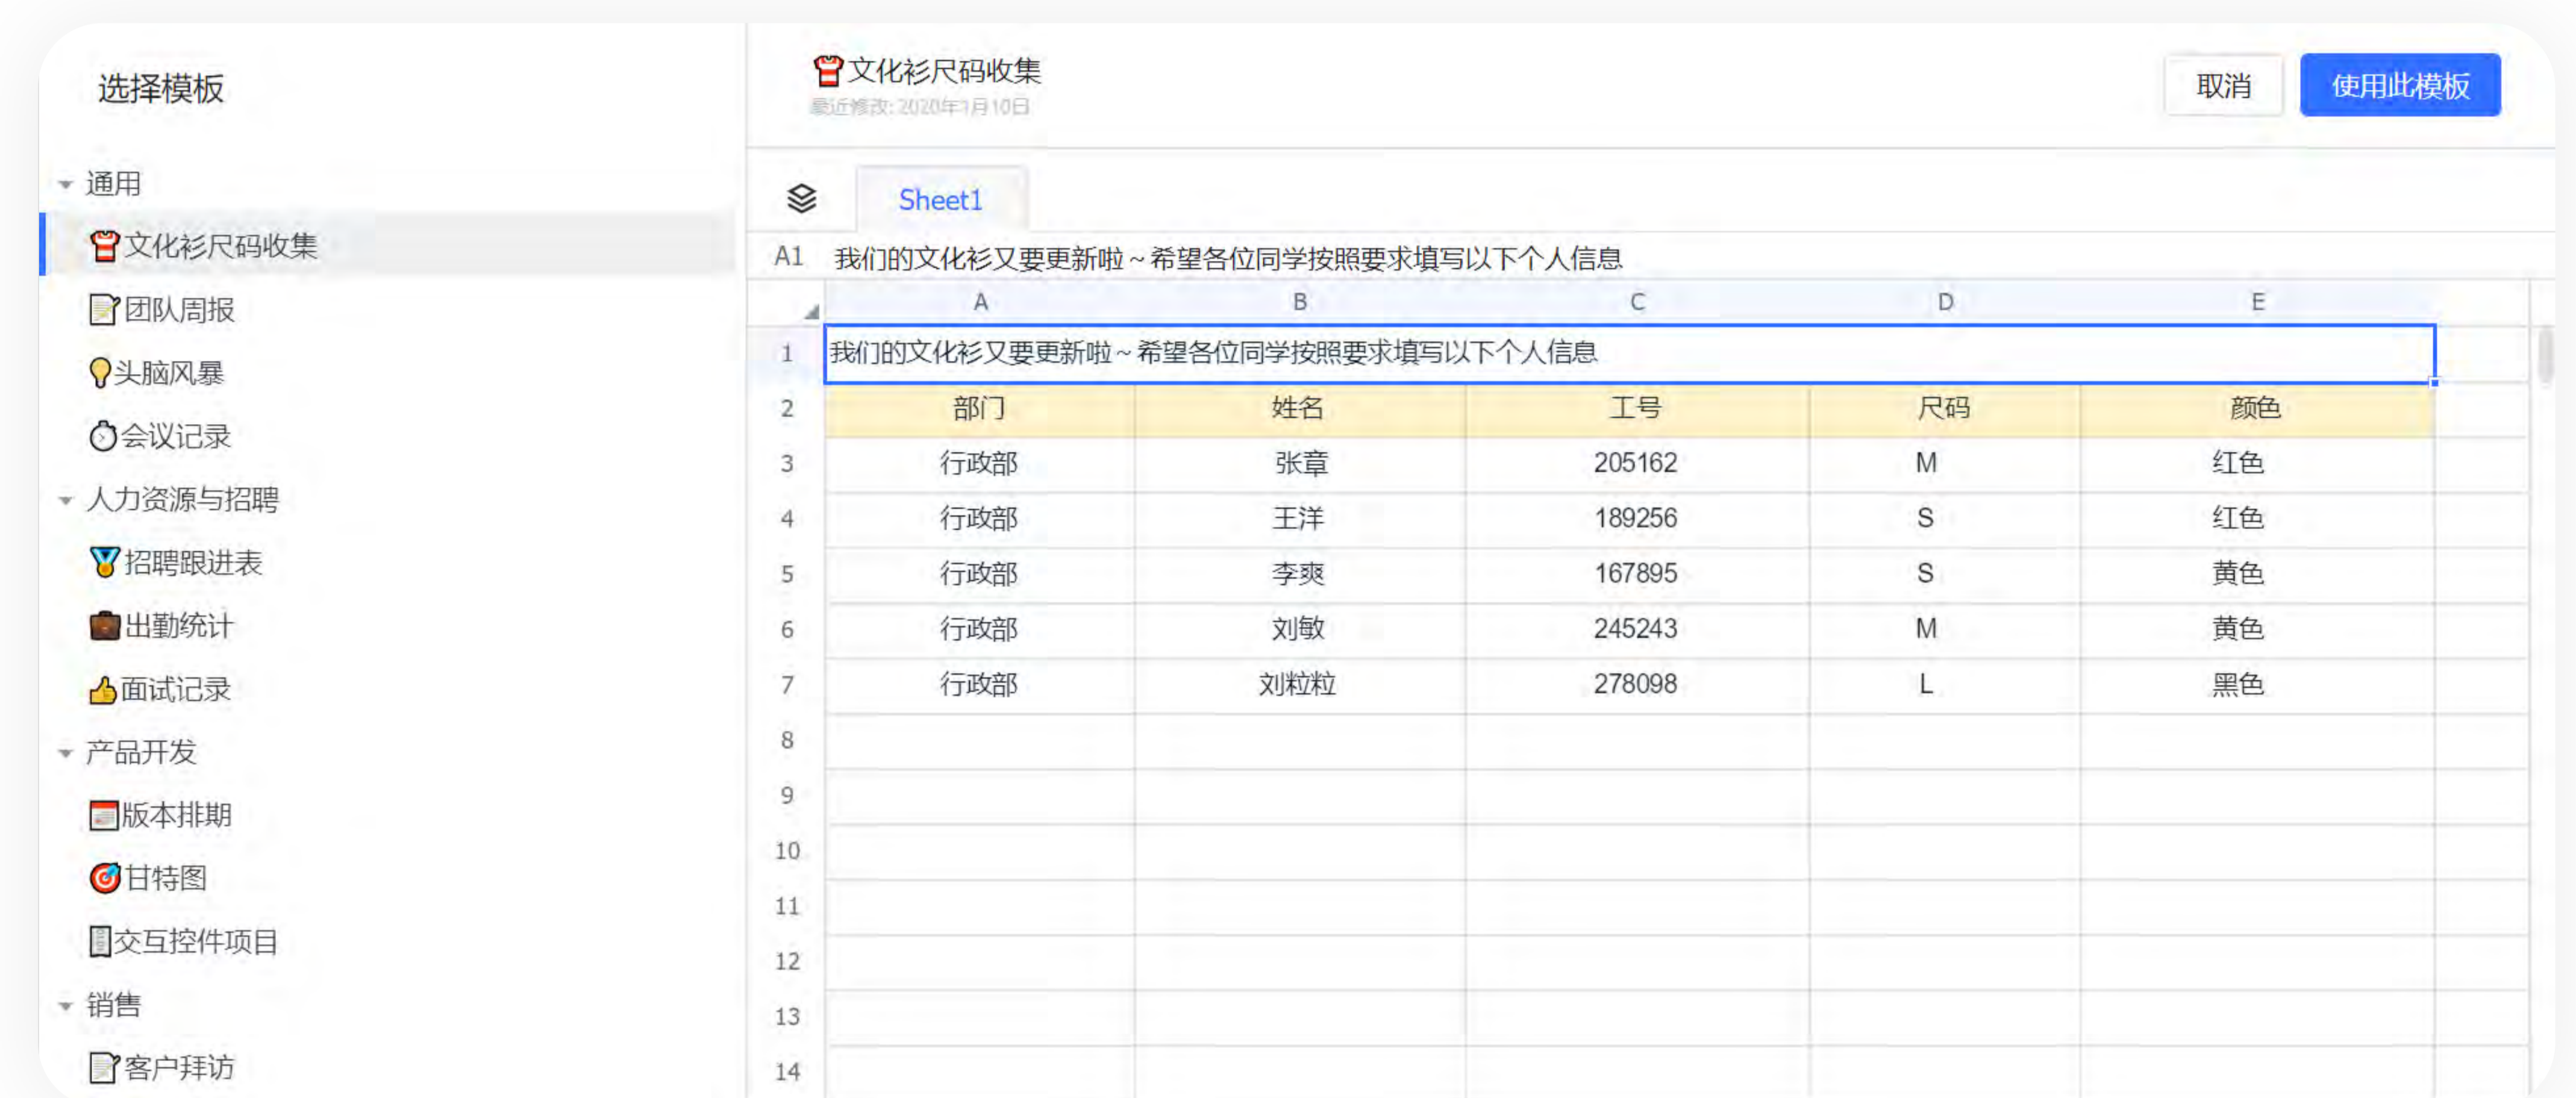 选择模板
通用
文化衫尺码收集
团队周报
头脑风暴
会议记录
人力资源与招聘
招聘跟进表
出勤统计
面试记录
产品开发
版本排期
甘特图
交互控件项目
销售
客户拜访
文化衫尺码收集
最近修改: 2020年1月10日
取消 使用此模板
Sheet1
A1 我们的文化衫又要更新啦~希望各位同学按照要求填写以下个人信息
A B C D E
1 我们的文化衫又要更新啦~希望各位同学按照要求填写以下个人信息
2 部门 姓名 工号 尺码 颜色
3 行政部 张章 205162 M 红色
4 行政部 王洋 189256 S 红色
5 行政部 李爽 167895 S 黄色
6 行政部 刘敏 245243 M 黄色
7 行政部 刘粒粒 278098 L 黑色
8
9
10
11
12
13
14